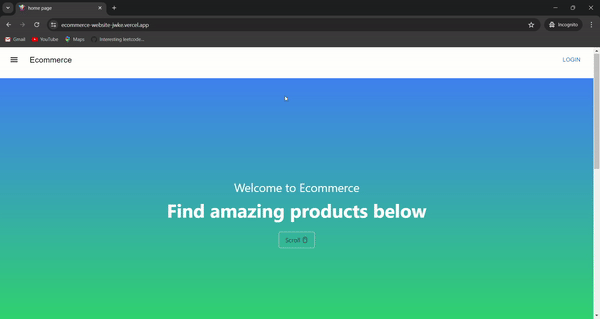 home page
ecommerce-website-jwke.vercel.app
Incognito
Gmail
YouTube
Maps
Interesting leetcode...
Ecommerce
LOGIN
Welcome to Ecommerce
Find amazing products below
Scroll